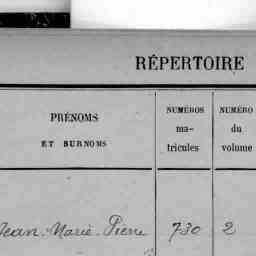 RÉPERTOIRE
PRÉNOMS
ET SURNOMS
NUMÉROS
ma-
tricules
NUMÉRO
du
volume
Jean-Marie-Pierre 730 2